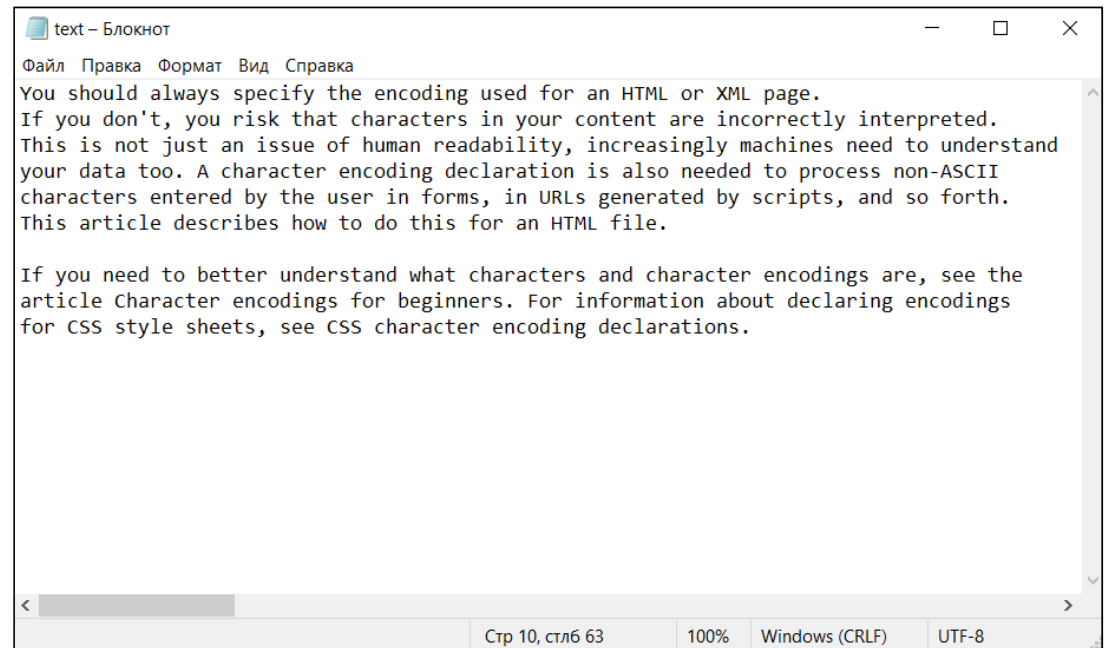 text – Блокнот
Файл Правка Формат Вид Справка
You should always specify the encoding used for an HTML or XML page.
If you don't, you risk that characters in your content are incorrectly interpreted.
This is not just an issue of human readability, increasingly machines need to understand
your data too. A character encoding declaration is also needed to process non-ASCII
characters entered by the user in forms, in URLs generated by scripts, and so forth.
This article describes how to do this for an HTML file.

If you need to better understand what characters and character encodings are, see the
article Character encodings for beginners. For information about declaring encodings
for CSS style sheets, see CSS character encoding declarations.
Стр 10, стлб 63 100% Windows (CRLF) UTF-8